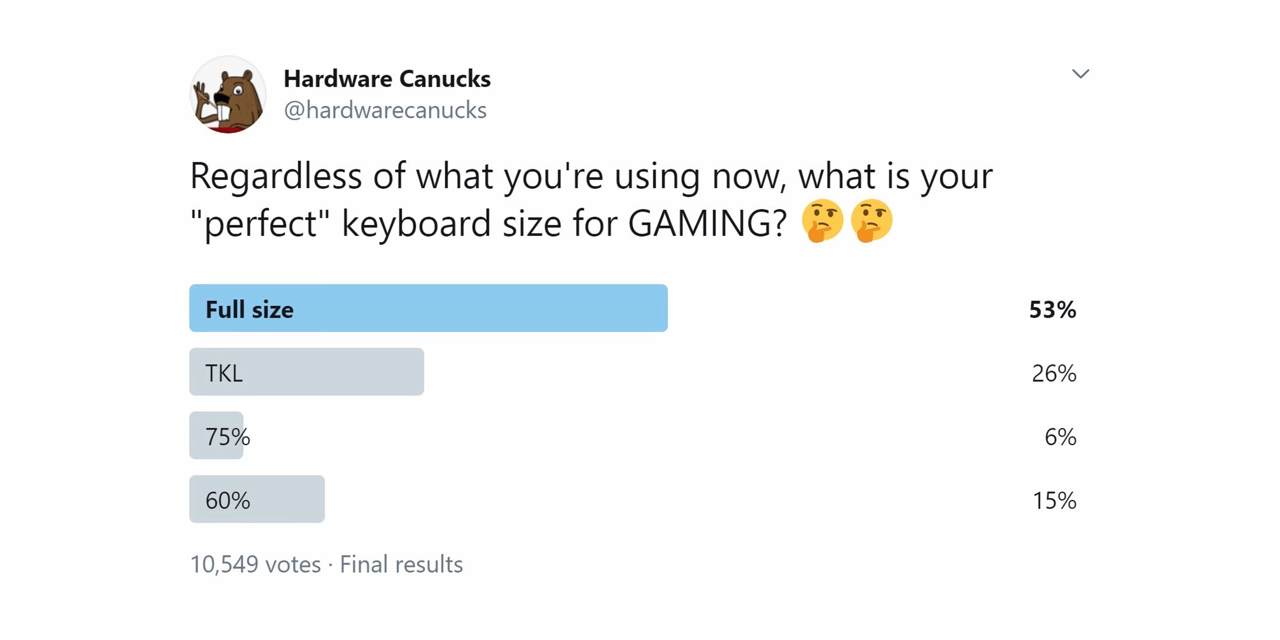 Hardware Canucks
@hardwarecanucks
Regardless of what you're using now, what is your
"perfect" keyboard size for GAMING? 🤔🤔
Full size 53%
TKL 26%
75% 6%
60% 15%
10,549 votes · Final results